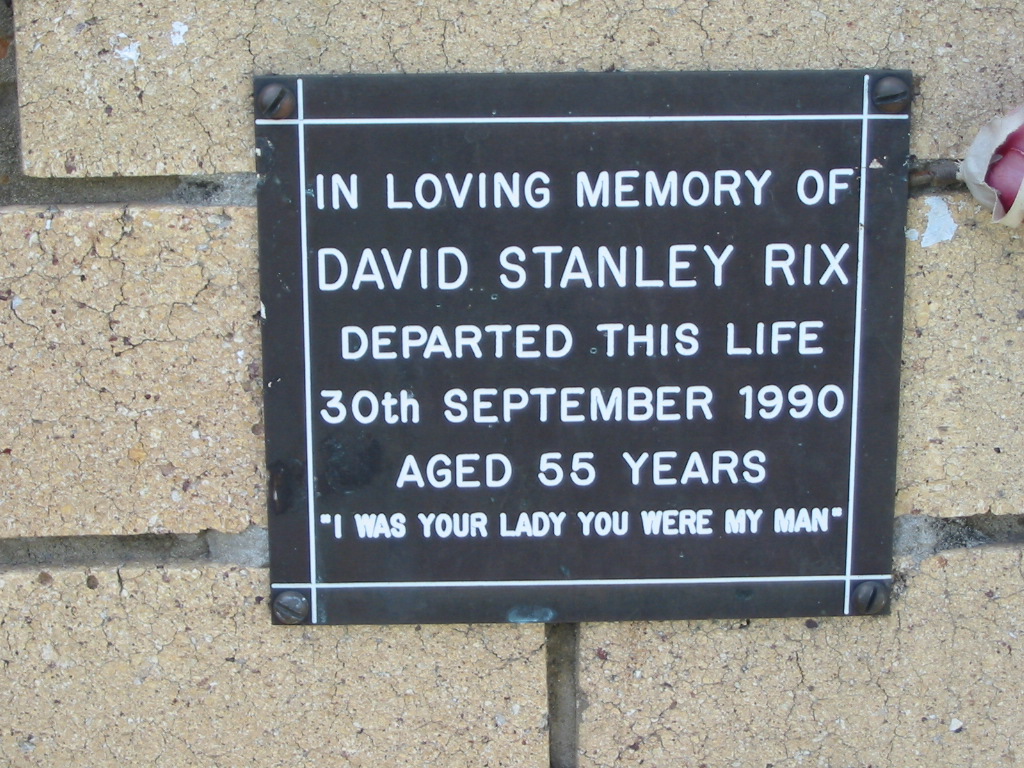 IN LOVING MEMORY OF
DAVID STANLEY RIX
DEPARTED THIS LIFE
30th SEPTEMBER 1990
AGED 55 YEARS
"I WAS YOUR LADY YOU WERE MY MAN"